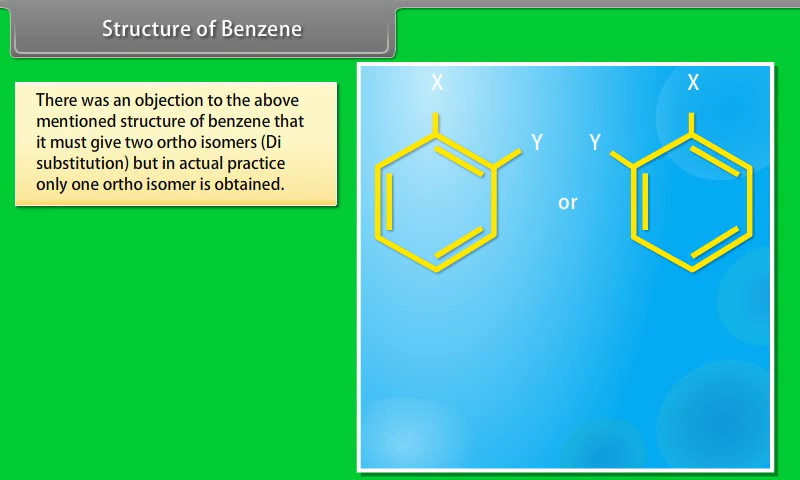 Structure of Benzene
There was an objection to the above
mentioned structure of benzene that
it must give two ortho isomers (Di
substitution) but in actual practice
only one ortho isomer is obtained.
X X
Y Y
or